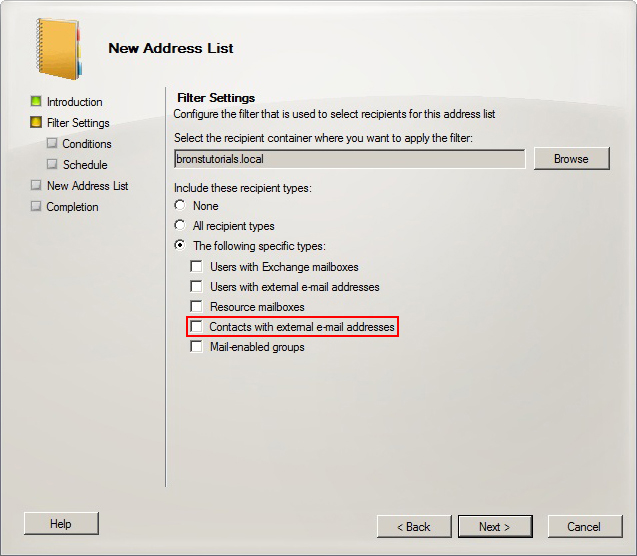 New Address List
Introduction
Filter Settings
Conditions
Schedule
New Address List
Completion
Filter Settings
Configure the filter that is used to select recipients for this address list
Select the recipient container where you want to apply the filter:
bronstutorials.local
Browse
Include these recipient types:
None
All recipient types
The following specific types:
Users with Exchange mailboxes
Users with external e-mail addresses
Resource mailboxes
Contacts with external e-mail addresses
Mail-enabled groups
Help
< Back
Next >
Cancel